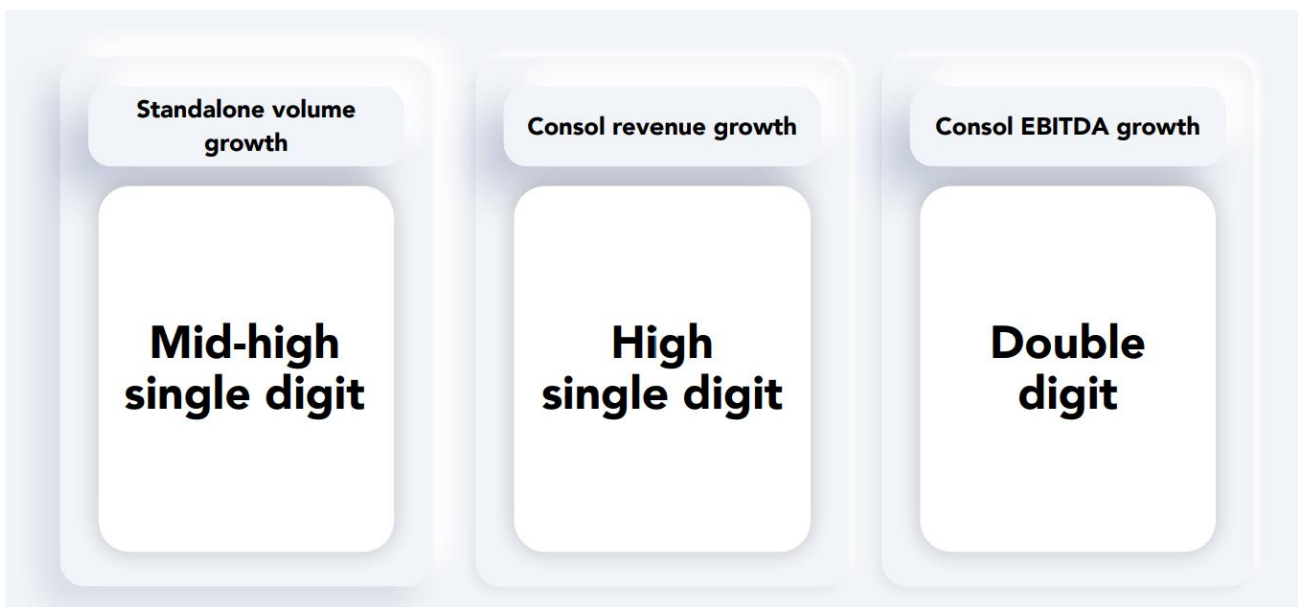 Standalone volume
growth
Mid-high
single digit
Consol revenue growth
High
single digit
Consol EBITDA growth
Double
digit